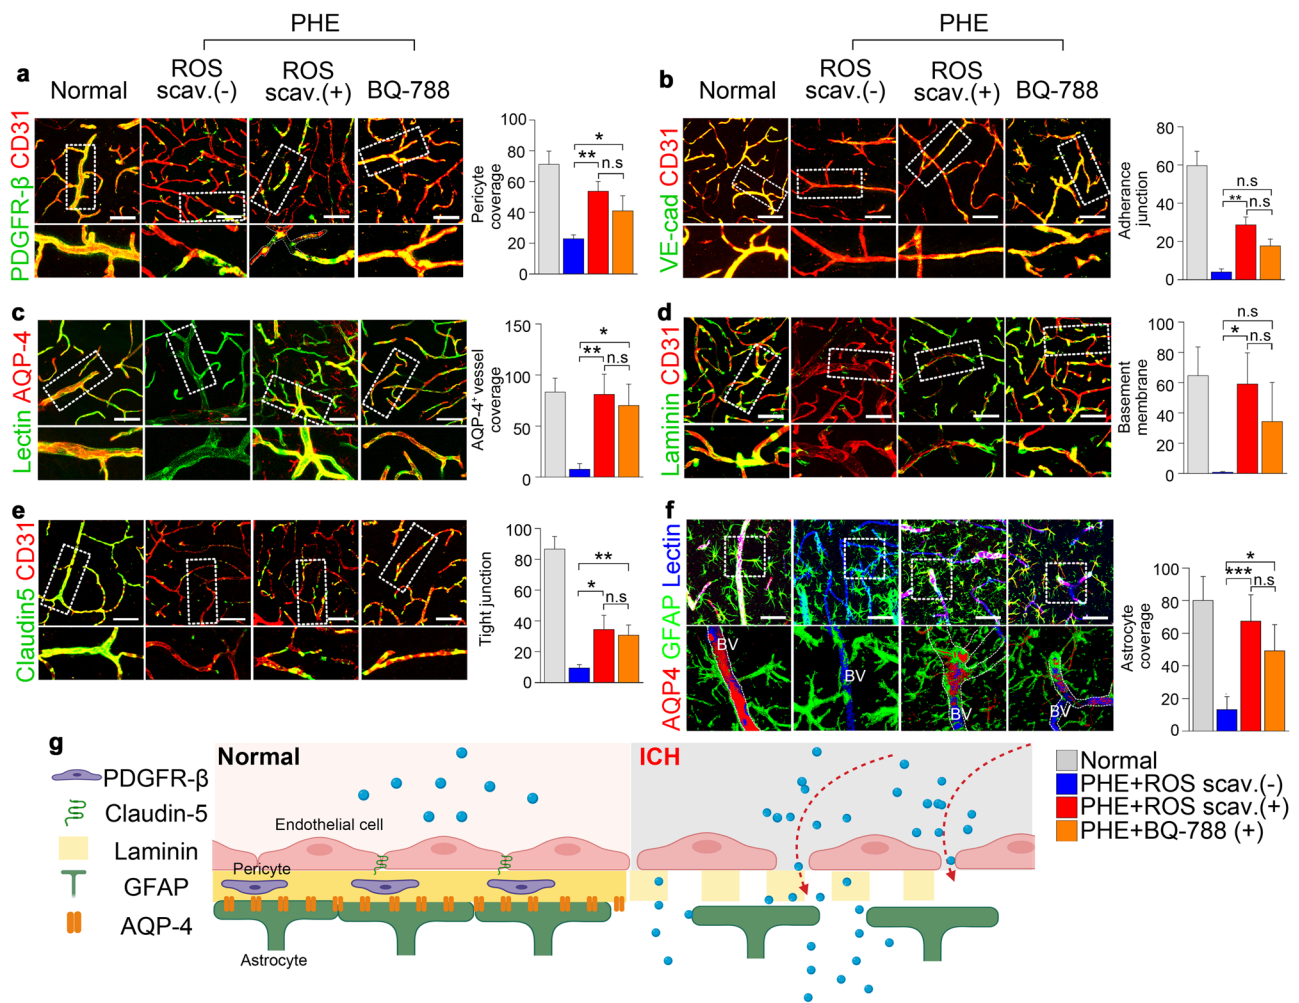 PHE
PHE
a
Normal
ROS
scav.(-)
ROS
scav.(+)
BQ-788
b
Normal
ROS
scav.(-)
ROS
scav.(+)
BQ-788
PDGFR-β CD31
Pericyte
coverage
100
80
60
40
20
0
*
**
n.s
VE-cad CD31
Adherance
junction
80
60
40
20
0
n.s
**
n.s
c
Lectin AQP-4
AQP-4⁺ vessel
coverage
150
100
50
0
*
**
n.s
d
Laminin CD31
Basement
membrane
100
80
60
40
20
0
n.s
*
n.s
e
Claudin5 CD31
Tight junction
100
80
60
40
20
0
**
*
n.s
f
AQP4 GFAP Lectin
BV
BV
BV
BV
Astrocyte
coverage
100
80
60
40
20
0
*
***
n.s
g
PDGFR-β
Claudin-5
Laminin
GFAP
AQP-4
Normal
Endothelial cell
Pericyte
Astrocyte
ICH
Normal
PHE+ROS scav.(-)
PHE+ROS scav.(+)
PHE+BQ-788 (+)